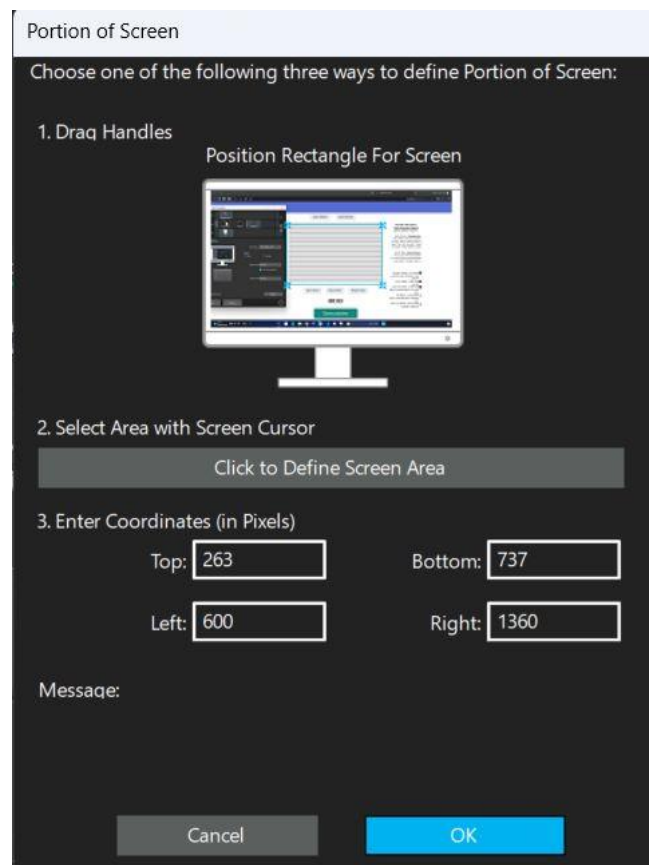 Portion of Screen
Choose one of the following three ways to define Portion of Screen:
1. Drag Handles
Position Rectangle For Screen
2. Select Area with Screen Cursor
Click to Define Screen Area
3. Enter Coordinates (in Pixels)
Top: 263 Bottom: 737
Left: 600 Right: 1360
Message:
Cancel OK